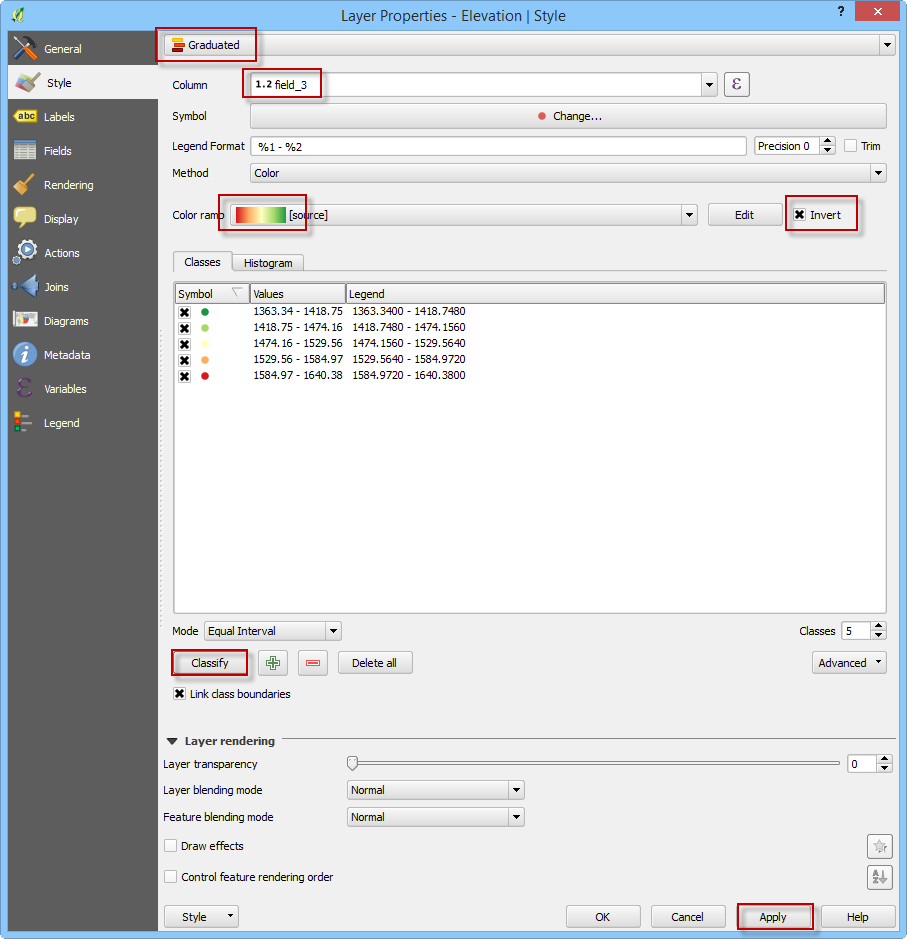 Layer Properties - Elevation | Style
?
General
Style
Labels
Fields
Rendering
Display
Actions
Joins
Diagrams
Metadata
Variables
Legend
Graduated
Column 1.2 field_3 ε
Symbol Change...
Legend Format %1 - %2 Precision 0 Trim
Method Color
Color ramp [source] Edit Invert
Classes Histogram
Symbol Values Legend
1363.34 - 1418.75 1363.3400 - 1418.7480
1418.75 - 1474.16 1418.7480 - 1474.1560
1474.16 - 1529.56 1474.1560 - 1529.5640
1529.56 - 1584.97 1529.5640 - 1584.9720
1584.97 - 1640.38 1584.9720 - 1640.3800
Mode Equal Interval Classes 5
Classify Delete all Advanced
Link class boundaries
Layer rendering
Layer transparency 0
Layer blending mode Normal
Feature blending mode Normal
Draw effects
Control feature rendering order
Style OK Cancel Apply Help